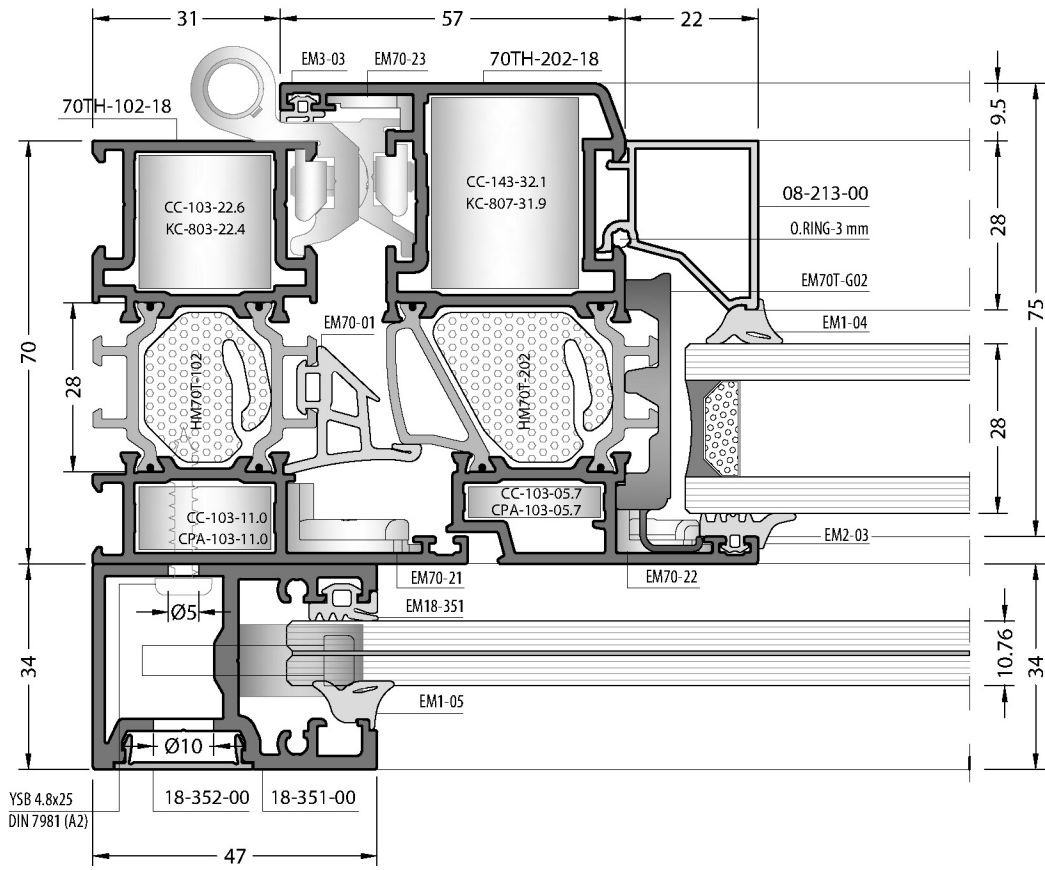 31
57
22
EM3-03
EM70-23
70TH-202-18
70TH-102-18
9.5
CC-103-22.6
KC-803-22.4
CC-143-32.1
KC-807-31.9
08-213-00
O.RING-3 mm
28
EM70T-G02
75
EM70-01
EM1-04
70
28
HM70T-102
HM70T-202
28
CC-103-05.7
CPA-103-05.7
CC-103-11.0
CPA-103-11.0
EM2-03
EM70-21
EM70-22
Ø5
EM18-351
34
10.76
34
EM1-05
Ø10
YSB 4.8x25
DIN 7981 (A2)
18-352-00
18-351-00
47